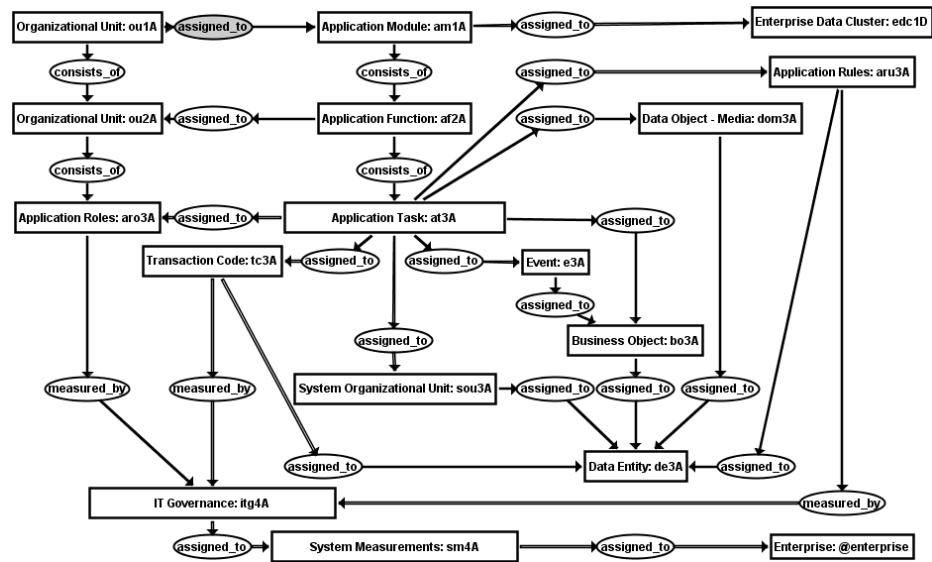 Organizational Unit: ou1A
assigned_to
Application Module: am1A
assigned_to
Enterprise Data Cluster: edc1D
consists_of
consists_of
assigned_to
Application Rules: aru3A
Organizational Unit: ou2A
assigned_to
Application Function: af2A
assigned_to
Data Object - Media: dom3A
consists_of
consists_of
Application Roles: aro3A
assigned_to
Application Task: at3A
assigned_to
Transaction Code: tc3A
assigned_to
assigned_to
Event: e3A
assigned_to
assigned_to
Business Object: bo3A
measured_by
measured_by
System Organizational Unit: sou3A
assigned_to
assigned_to
assigned_to
assigned_to
Data Entity: de3A
assigned_to
IT Governance: itg4A
measured_by
assigned_to
System Measurements: sm4A
assigned_to
Enterprise: @enterprise